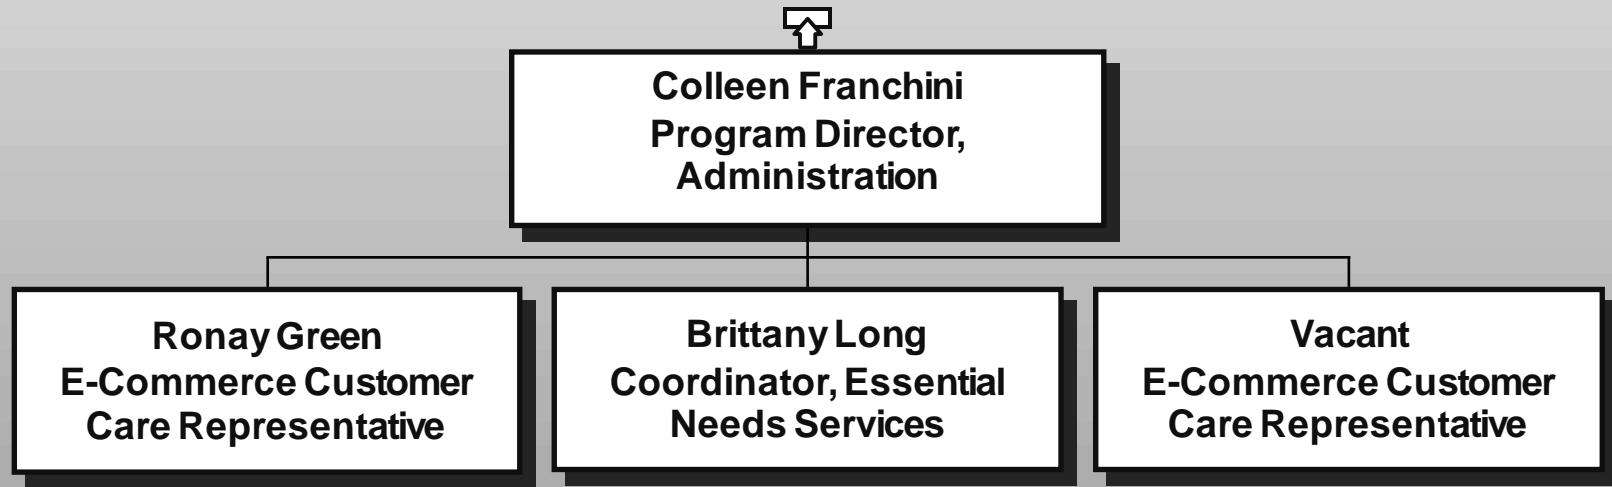 Colleen Franchini
Program Director,
Administration
Ronay Green
E-Commerce Customer
Care Representative
Brittany Long
Coordinator, Essential
Needs Services
Vacant
E-Commerce Customer
Care Representative